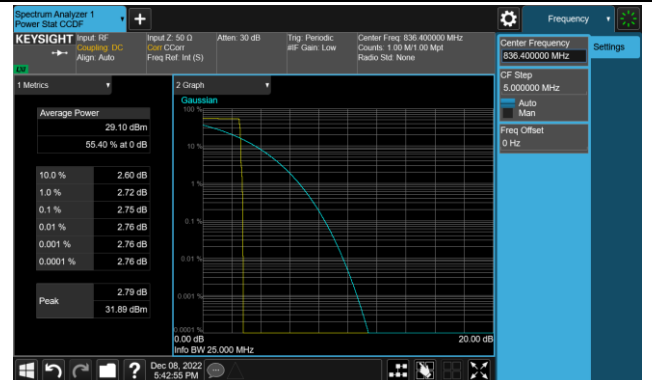 Spectrum Analyzer 1
Power Stat CCDF
Frequency
KEYSIGHT
Input: RF
Coupling: DC
Align: Auto
Input Z: 50 Ω
Corr CCorr
Freq Ref: Int (S)
Atten: 30 dB
Trig: Periodic
#IF Gain: Low
Center Freq: 836.400000 MHz
Counts: 1.00 M/1.00 Mpt
Radio Std: None
Center Frequency
836.400000 MHz
Settings
CF Step
5.000000 MHz
Auto
Man
Freq Offset
0 Hz
1 Metrics
Average Power
29.10 dBm
55.40 % at 0 dB
10.0 % 2.60 dB
1.0 % 2.72 dB
0.1 % 2.75 dB
0.01 % 2.76 dB
0.001 % 2.76 dB
0.0001 % 2.76 dB
Peak
2.79 dB
31.89 dBm
2 Graph
Gaussian
100 %
10 %
1 %
0.1 %
0.01 %
0.001 %
0.0001 %
0.00 dB
20.00 dB
Info BW 25.000 MHz
?
Dec 08, 2022
5:42:55 PM